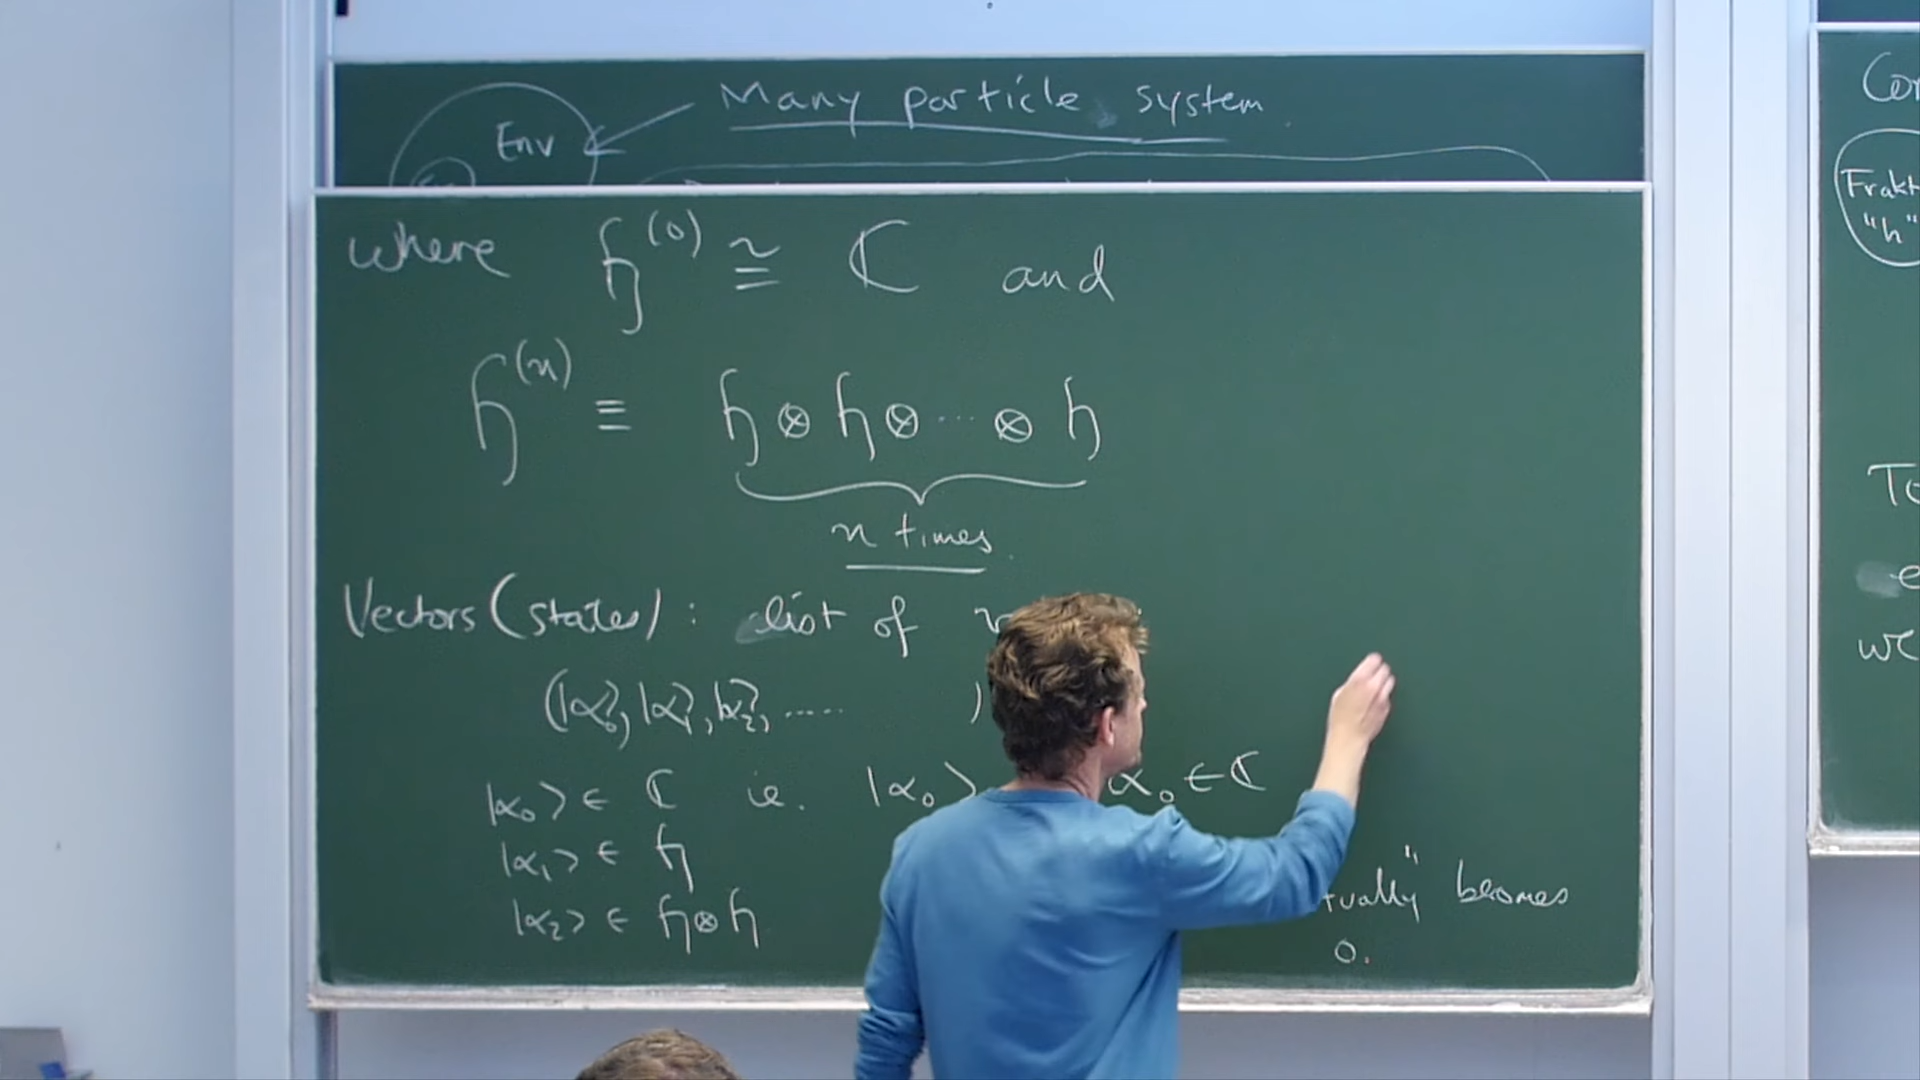 Many particle system
Env
where 𝔥^(0) ≅ ℂ and
𝔥^(n) ≡ 𝔥 ⊗ 𝔥 ⊗ ... ⊗ 𝔥
n times
Vectors (states) : list of
(|α₀⟩, |α₁⟩, |α₂⟩, ..... )
|α₀⟩ ∈ ℂ i.e. |α₀⟩ α₀ ∈ ℂ
|α₁⟩ ∈ 𝔥
|α₂⟩ ∈ 𝔥⊗𝔥
tually" becomes
0.
"h"